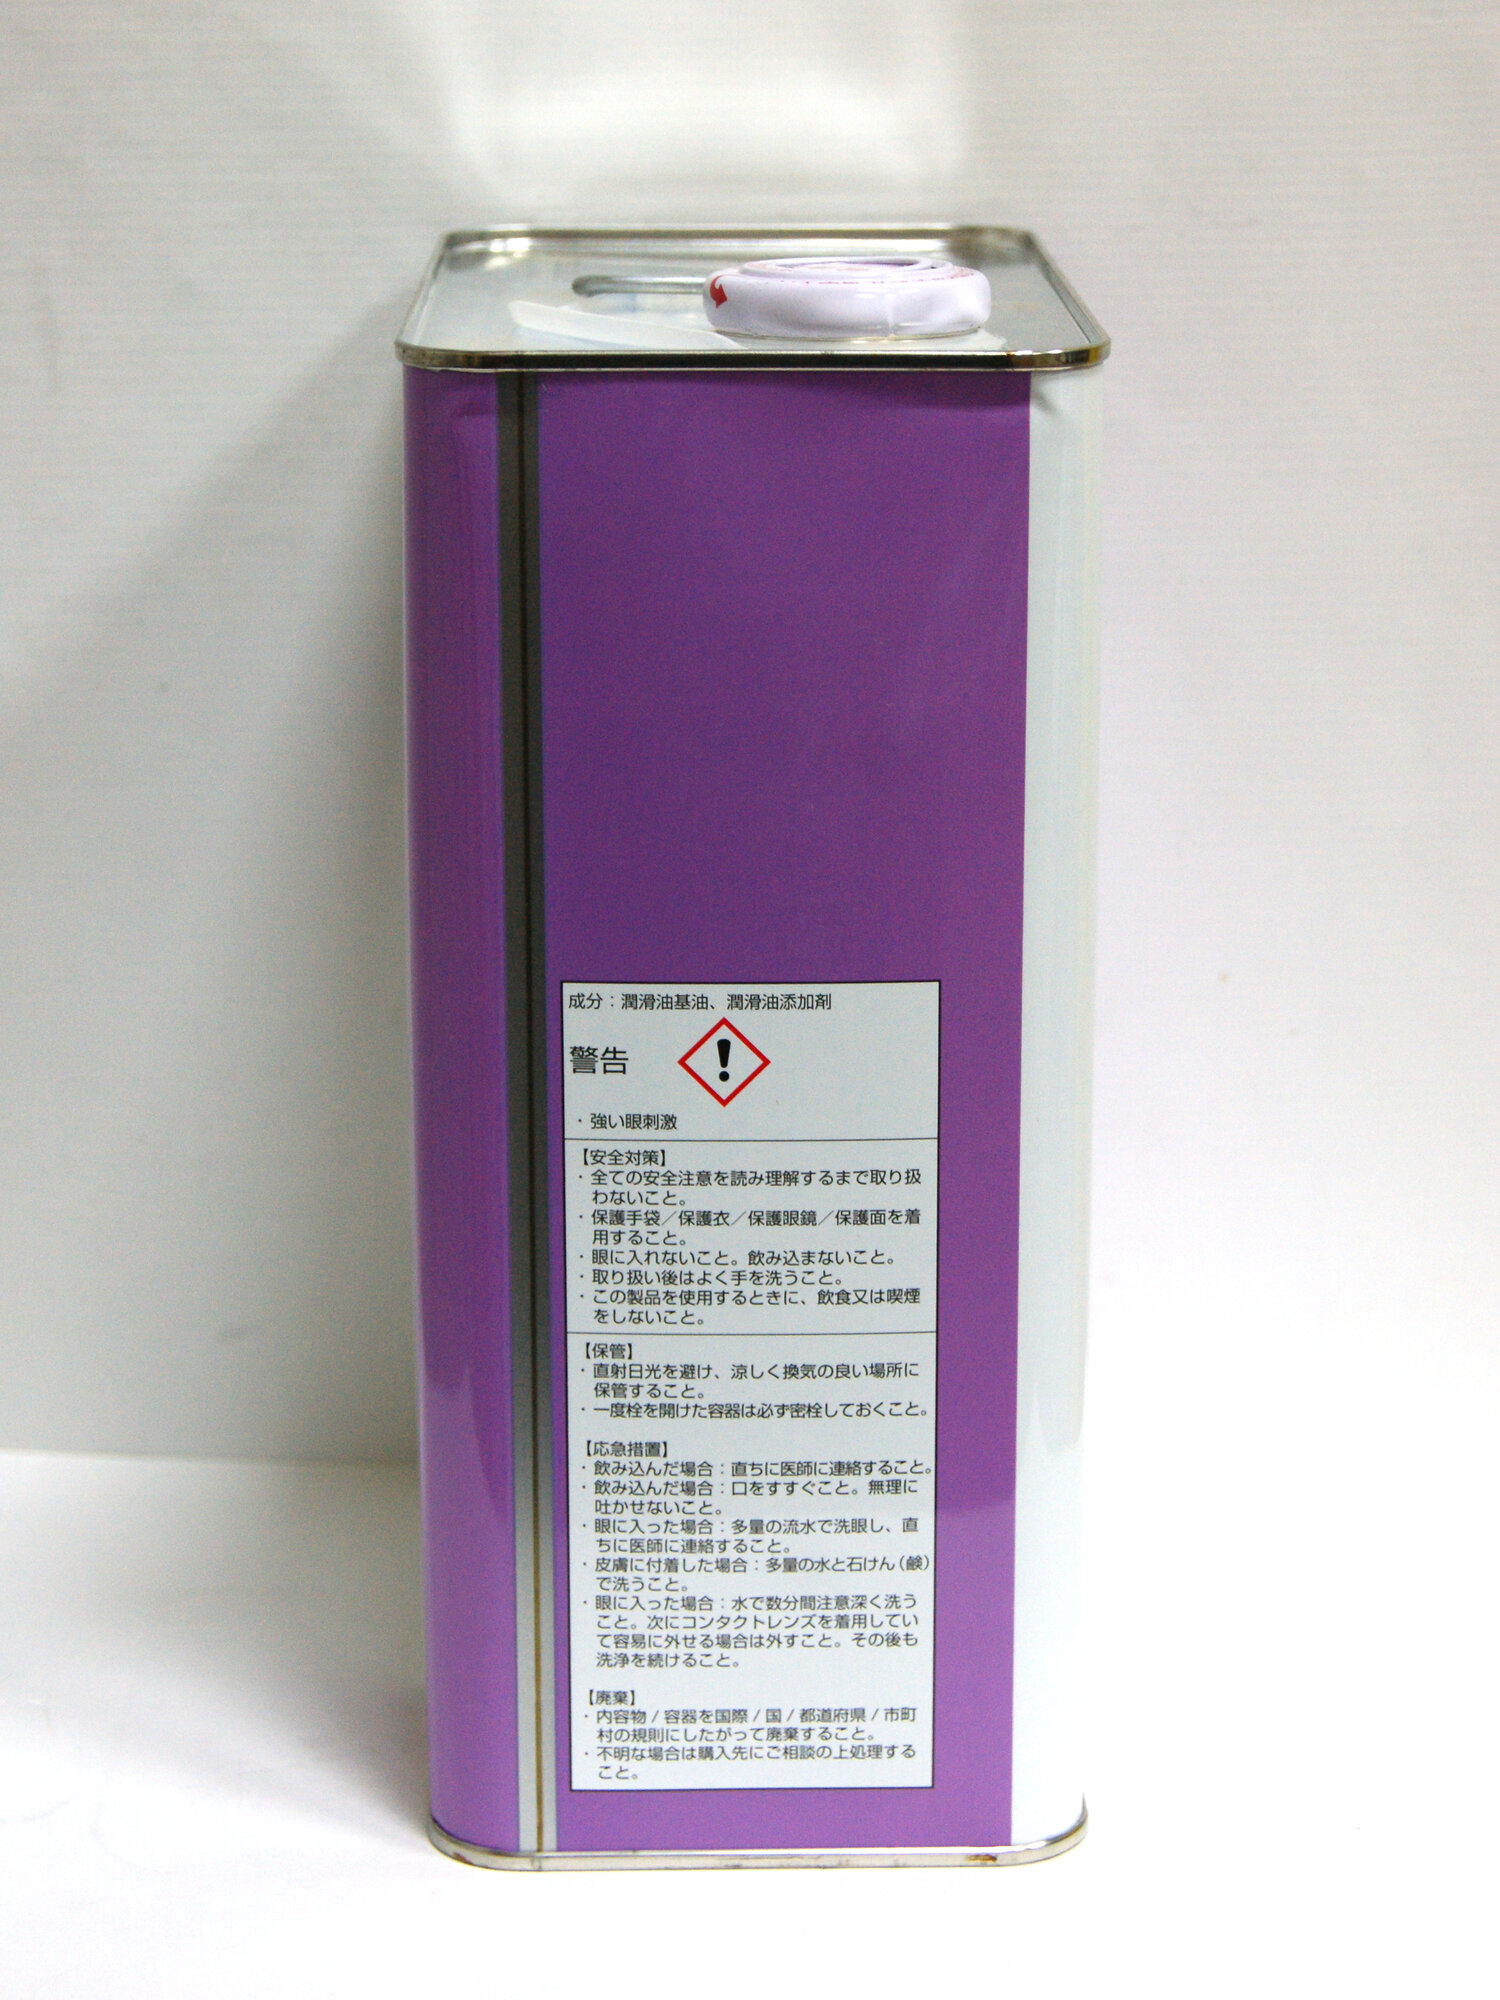 成分：潤滑油基油、潤滑油添加剤
警告
・強い眼刺激
【安全対策】
・全ての安全注意を読み理解するまで取り扱
わないこと。
・保護手袋／保護衣／保護眼鏡／保護面を着
用すること。
・眼に入れないこと。飲み込まないこと。
・取り扱い後はよく手を洗うこと。
・この製品を使用するときに、飲食又は喫煙
をしないこと。
【保管】
・直射日光を避け、涼しく換気の良い場所に
保管すること。
・一度栓を開けた容器は必ず密栓しておくこと。
【応急措置】
・飲み込んだ場合：直ちに医師に連絡すること。
・飲み込んだ場合：口をすすぐこと。無理に
吐かせないこと。
・眼に入った場合：多量の流水で洗眼し、直
ちに医師に連絡すること。
・皮膚に付着した場合：多量の水と石けん（鹸）
で洗うこと。
・眼に入った場合：水で数分間注意深く洗う
こと。次にコンタクトレンズを着用してい
て容易に外せる場合は外すこと。その後も
洗浄を続けること。
【廃棄】
・内容物/容器を国際/国/都道府県/市町
村の規則にしたがって廃棄すること。
・不明な場合は購入先にご相談の上処理する
こと。